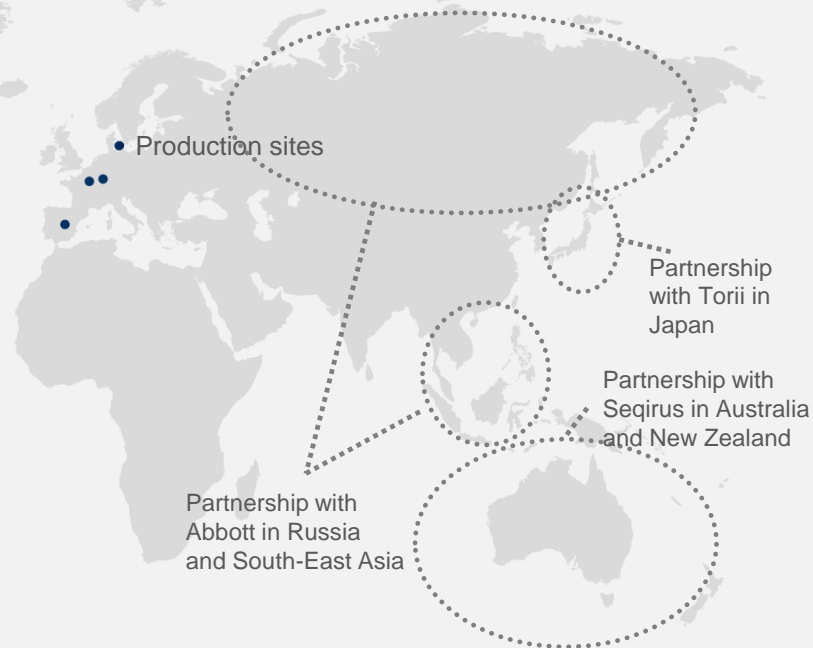 Production sites
Partnership
with Torii in
Japan
Partnership with
Seqirus in Australia
and New Zealand
Partnership with
Abbott in Russia
and South-East Asia